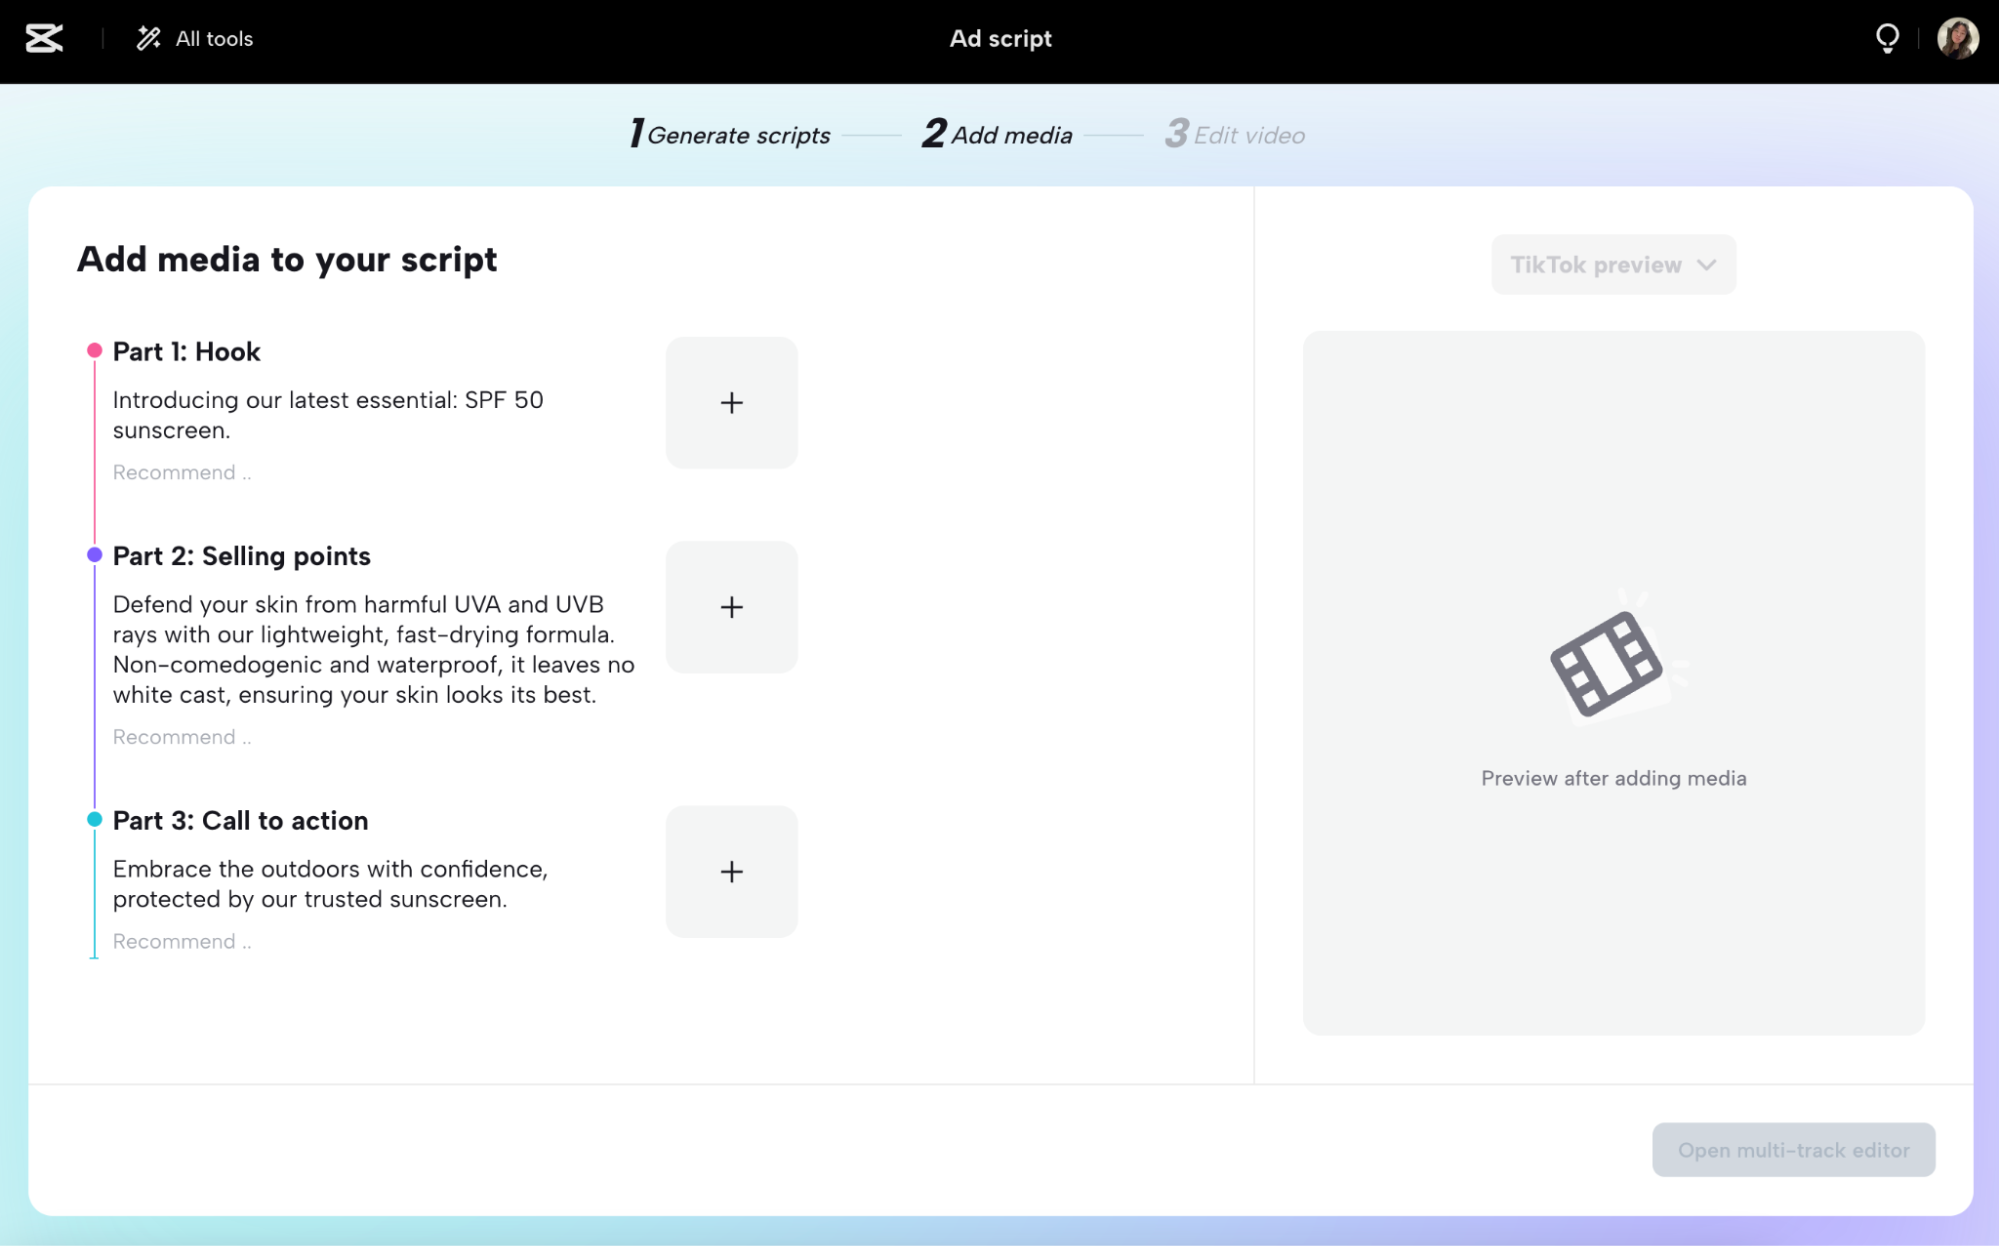 All tools
Ad script
1 Generate scripts
2 Add media
3 Edit video
Add media to your script
TikTok preview
Part 1: Hook
Introducing our latest essential: SPF 50
sunscreen.
Recommend ..
Part 2: Selling points
Defend your skin from harmful UVA and UVB
rays with our lightweight, fast-drying formula.
Non-comedogenic and waterproof, it leaves no
white cast, ensuring your skin looks its best.
Recommend ..
Part 3: Call to action
Embrace the outdoors with confidence,
protected by our trusted sunscreen.
Recommend ..
Preview after adding media
Open multi-track editor